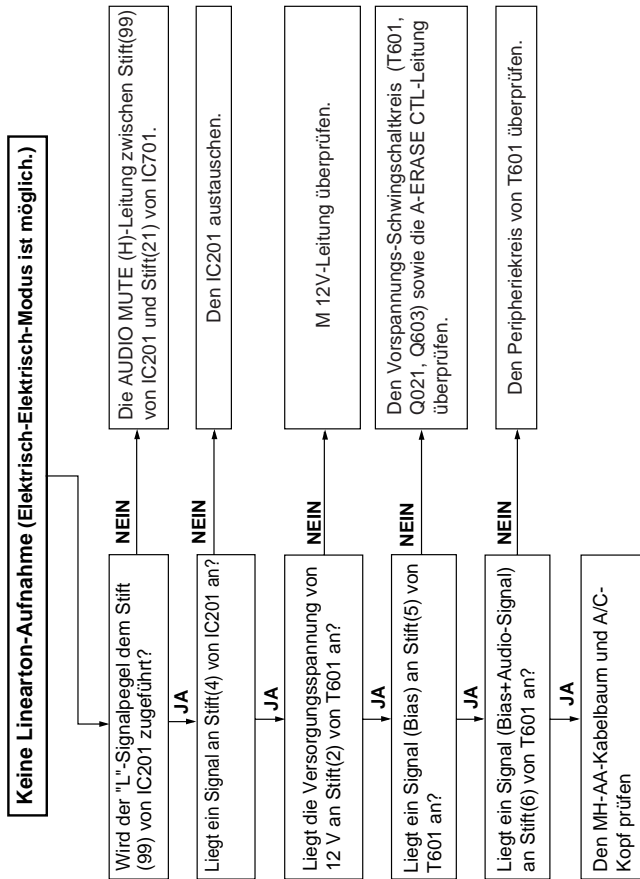 Keine Linearton-Aufnahme (Elektrisch-Elektrisch-Modus ist möglich.)
Wird der "L"-Signalpegel dem Stift
(99) von IC201 zugeführt?
NEIN
Die AUDIO MUTE (H)-Leitung zwischen Stift(99)
von IC201 und Stift(21) von IC701.
JA
Liegt ein Signal an Stift(4) von IC201 an?
NEIN
Den IC201 austauschen.
JA
Liegt die Versorgungsspannung von
12 V an Stift(2) von T601 an?
NEIN
M 12V-Leitung überprüfen.
JA
Liegt ein Signal (Bias) an Stift(5) von
T601 an?
NEIN
Den Vorspannungs-Schwingschaltkreis (T601,
Q021, Q603) sowie die A-ERASE CTL-Leitung
überprüfen.
JA
Liegt ein Signal (Bias+Audio-Signal)
an Stift(6) von T601 an?
NEIN
Den Peripheriekreis von T601 überprüfen.
JA
Den MH-AA-Kabelbaum und A/C-
Kopf prüfen